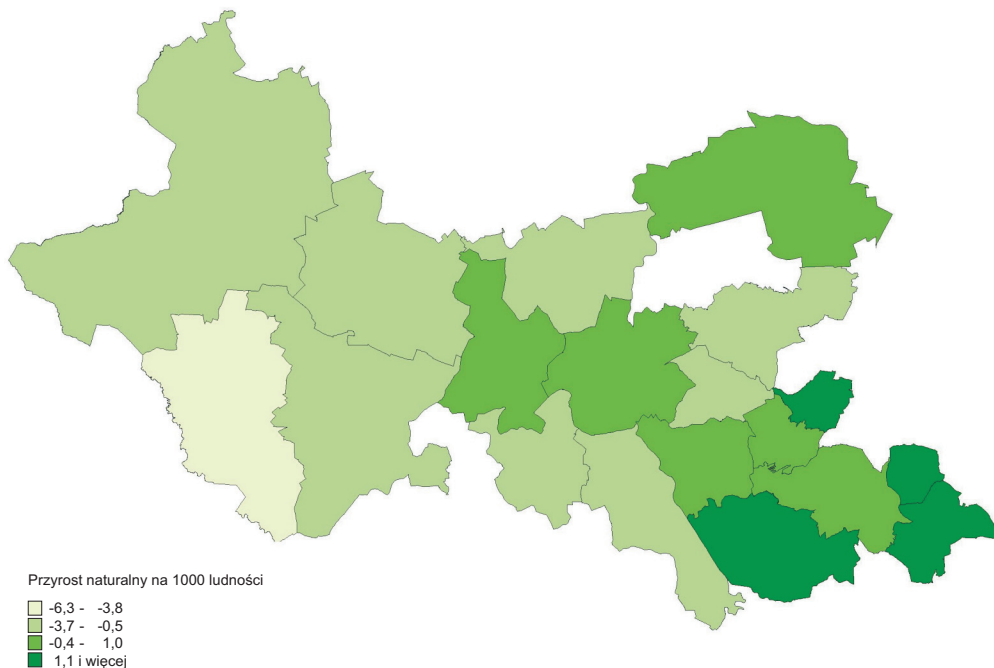 Przyrost naturalny na 1000 ludności
-6,3 - -3,8
-3,7 - -0,5
-0,4 - 1,0
1,1 i więcej